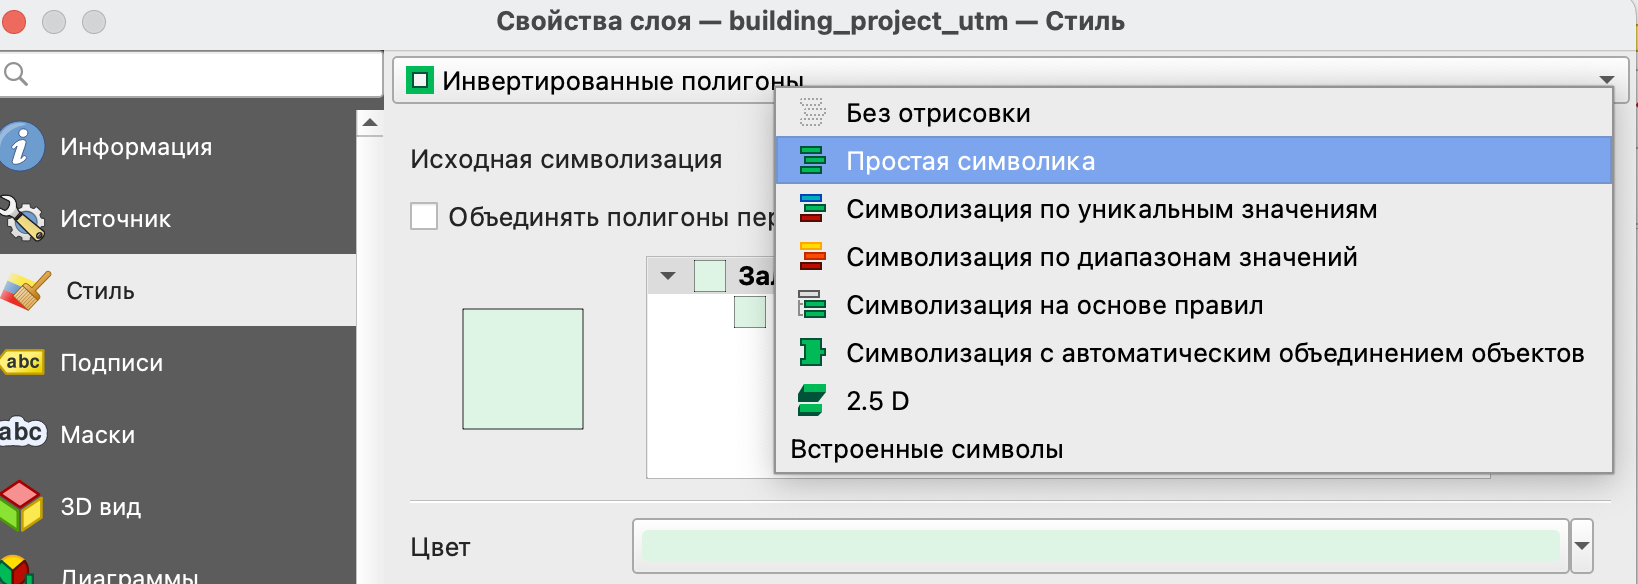 Свойства слоя — building_project_utm — Стиль
Инвертированные полигоны
Информация
Источник
Стиль
abc Подписи
abc Маски
3D вид
Диаграммы
Исходная символизация
Объединять полигоны
Без отрисовки
Простая символика
Символизация по уникальным значениям
Символизация по диапазонам значений
Символизация на основе правил
Символизация с автоматическим объединением объектов
2.5 D
Встроенные символы
Цвет